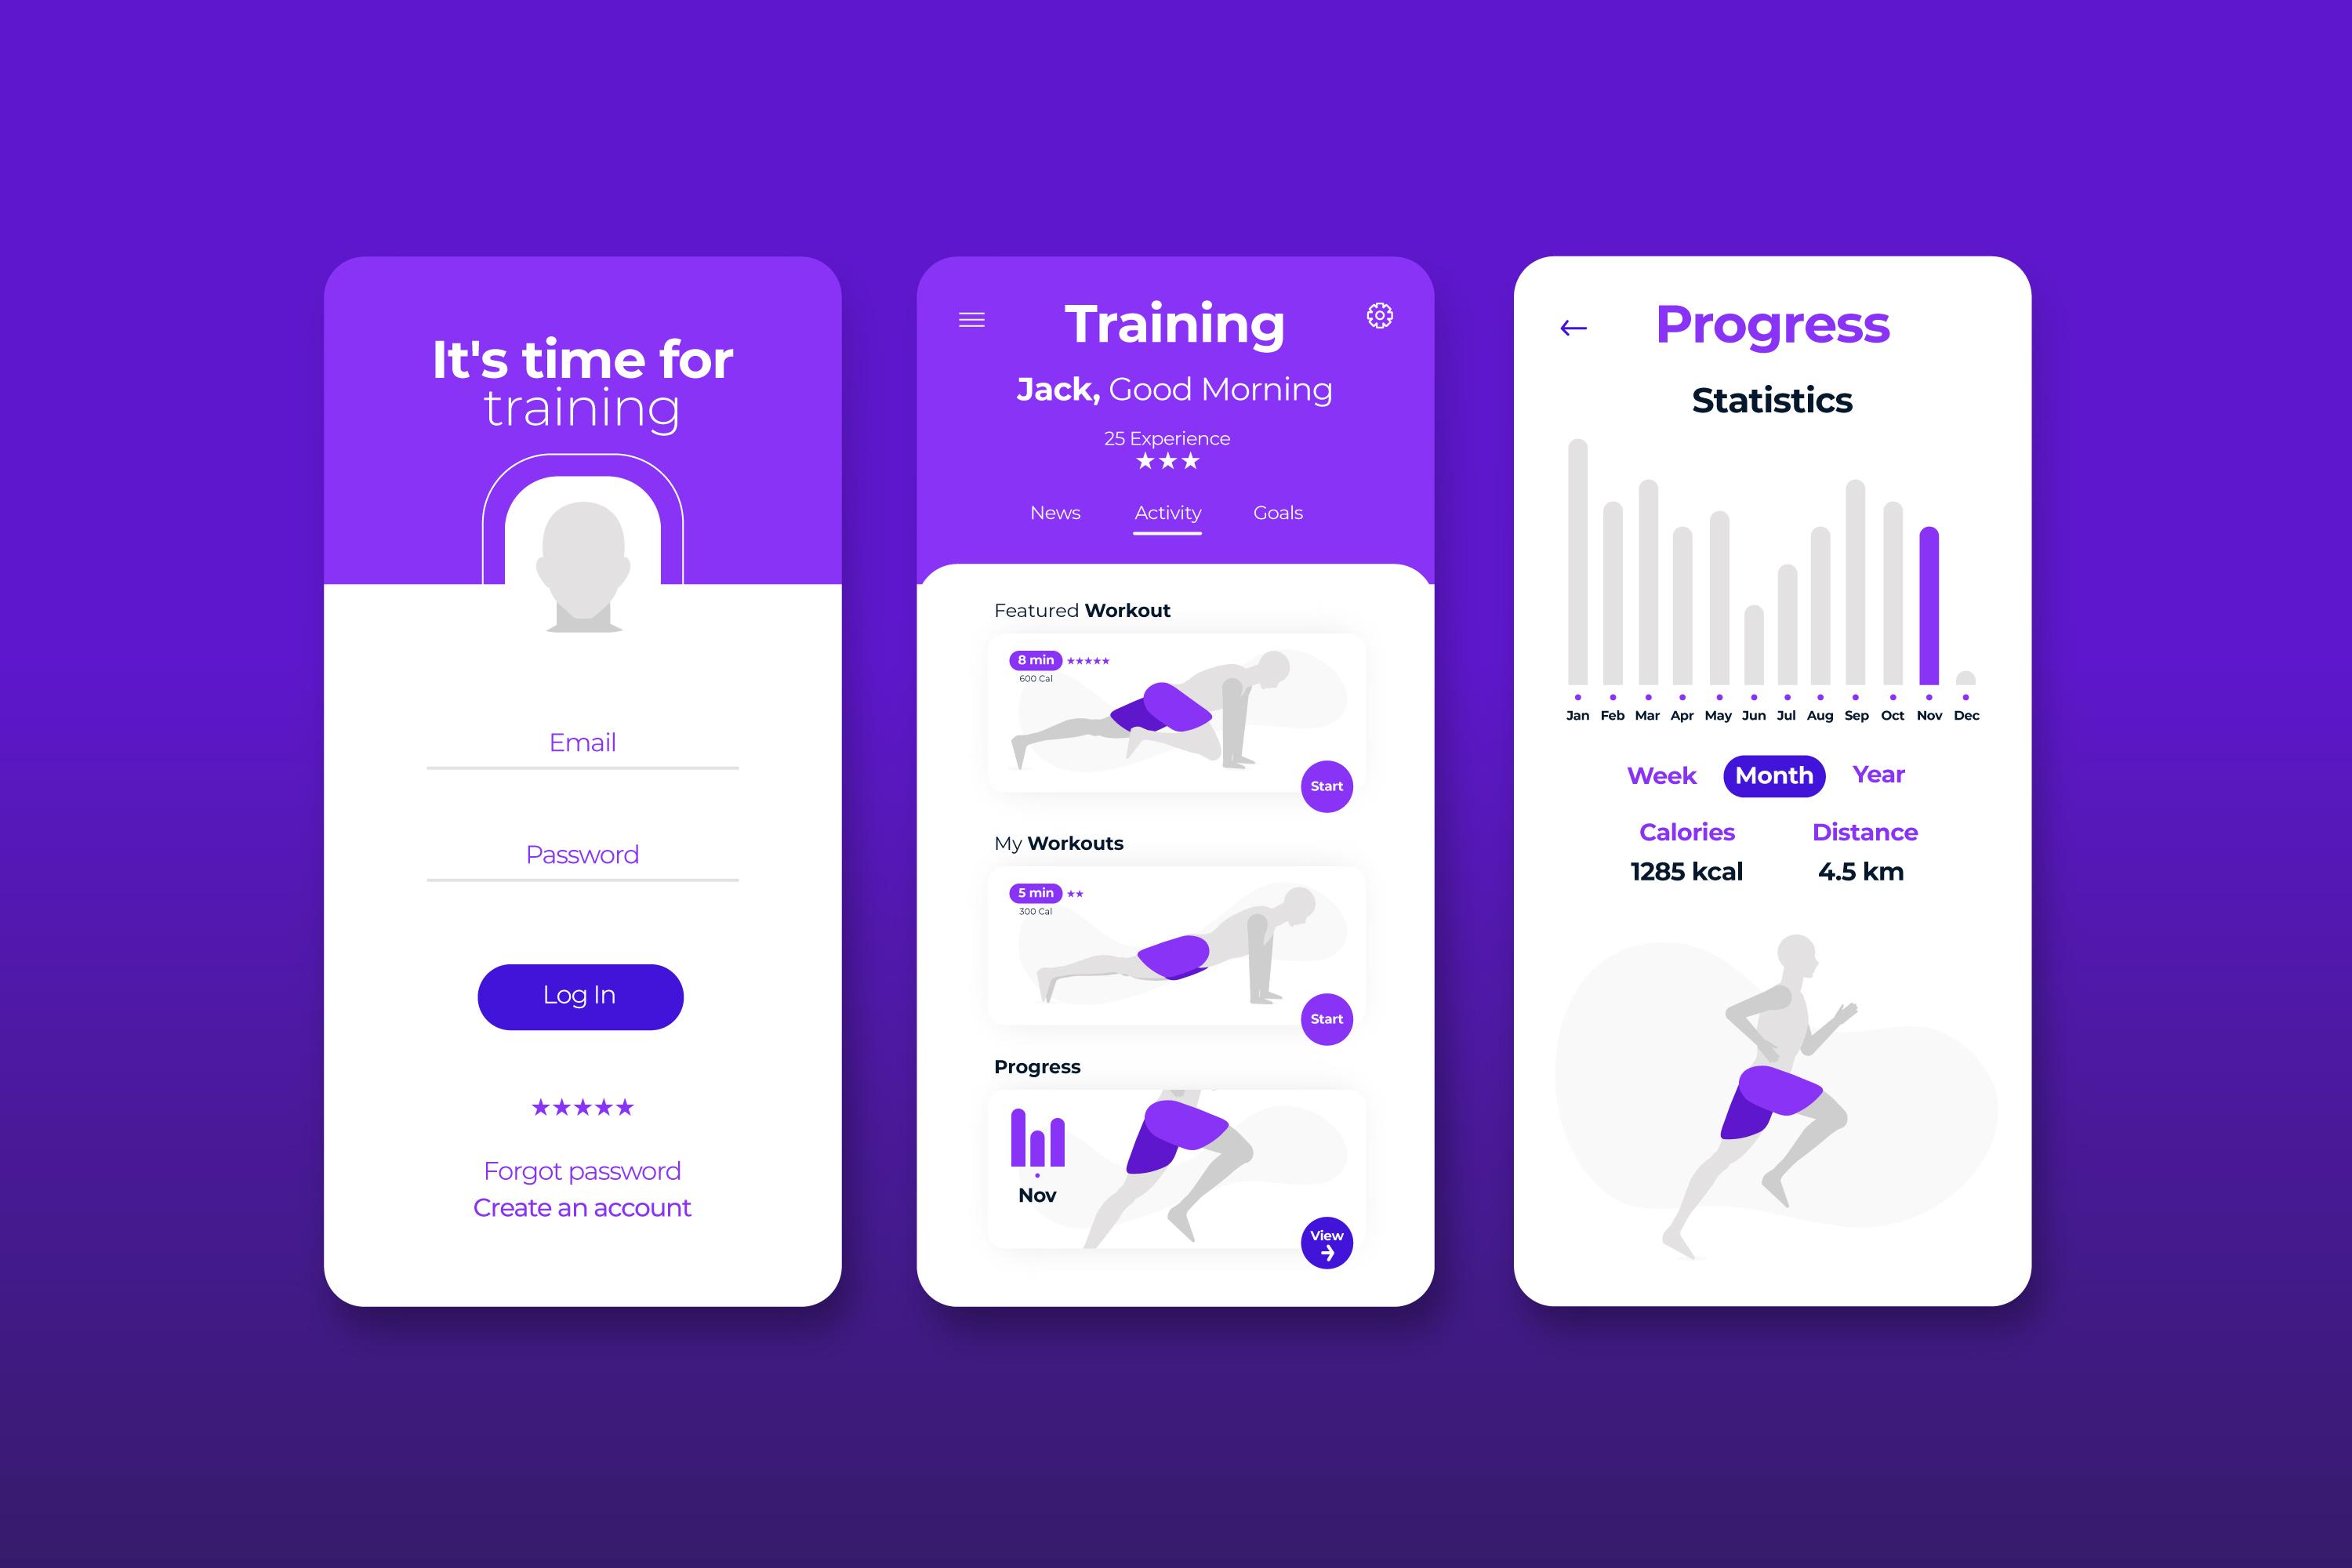 It's time for
training
Email
Password
Log In
Forgot password
Create an account
Training
Jack, Good Morning
25 Experience
News Activity Goals
Featured Workout
8 min
600 Cal
Start
My Workouts
5 min
300 Cal
Start
Progress
Nov
View
Progress
Statistics
Jan Feb Mar Apr May Jun Jul Aug Sep Oct Nov Dec
Week Month Year
Calories Distance
1285 kcal 4.5 km